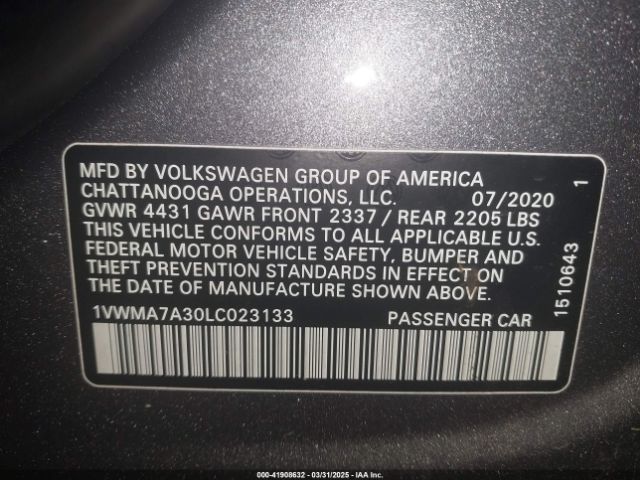 MFD BY VOLKSWAGEN GROUP OF AMERICA
CHATTANOOGA OPERATIONS, LLC. 07/2020
GVWR 4431 GAWR FRONT 2337 / REAR 2205 LBS
THIS VEHICLE CONFORMS TO ALL APPLICABLE U.S.
FEDERAL MOTOR VEHICLE SAFETY, BUMPER AND
THEFT PREVENTION STANDARDS IN EFFECT ON
THE DATE OF MANUFACTURE SHOWN ABOVE.
1VWMA7A30LC023133 PASSENGER CAR
1510643 1
000-41908632 - 03/31/2025 - IAA Inc.